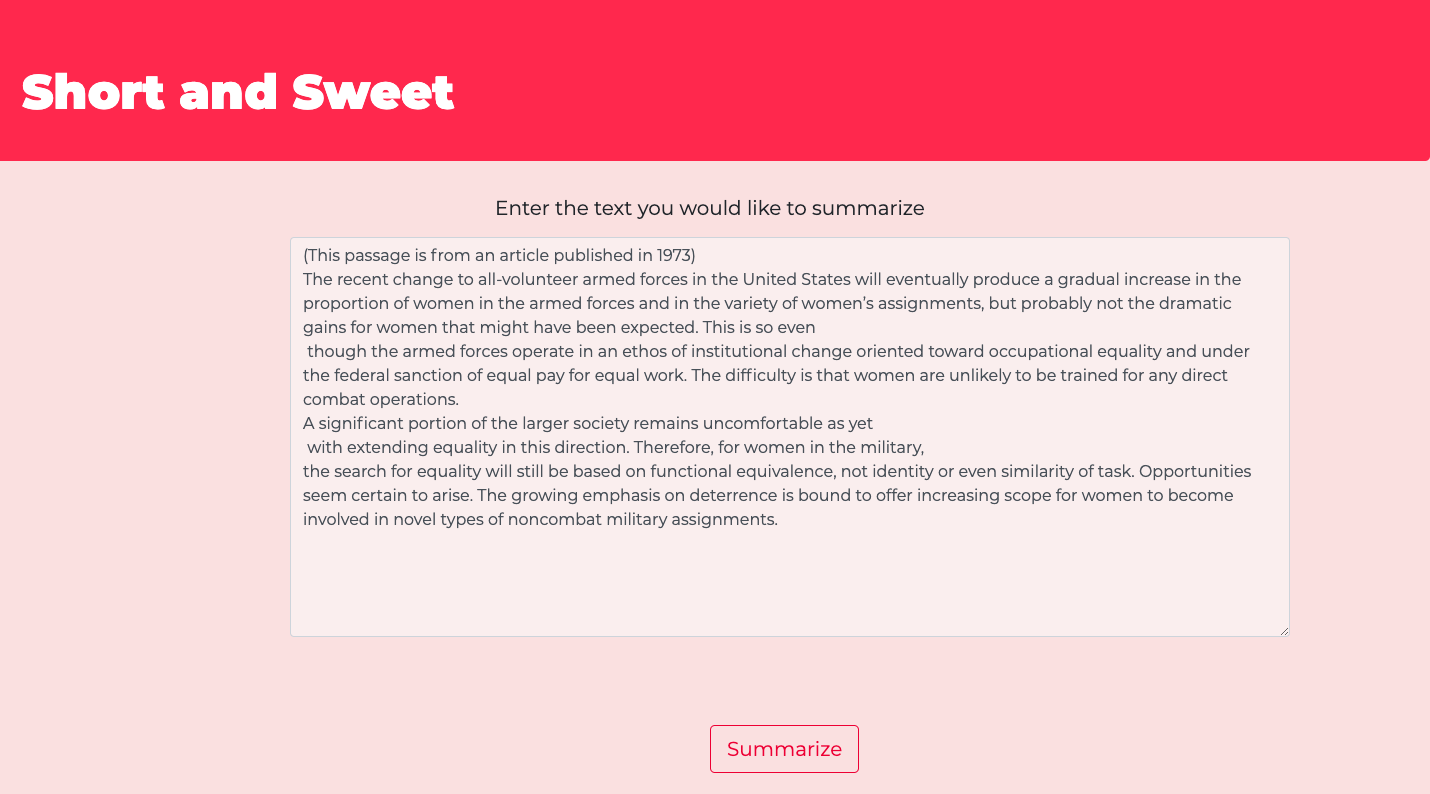 Short and Sweet
Enter the text you would like to summarize
(This passage is from an article published in 1973)
The recent change to all-volunteer armed forces in the United States will eventually produce a gradual increase in the
proportion of women in the armed forces and in the variety of women’s assignments, but probably not the dramatic
gains for women that might have been expected. This is so even
though the armed forces operate in an ethos of institutional change oriented toward occupational equality and under
the federal sanction of equal pay for equal work. The difficulty is that women are unlikely to be trained for any direct
combat operations.
A significant portion of the larger society remains uncomfortable as yet
with extending equality in this direction. Therefore, for women in the military,
the search for equality will still be based on functional equivalence, not identity or even similarity of task. Opportunities
seem certain to arise. The growing emphasis on deterrence is bound to offer increasing scope for women to become
involved in novel types of noncombat military assignments.
Summarize